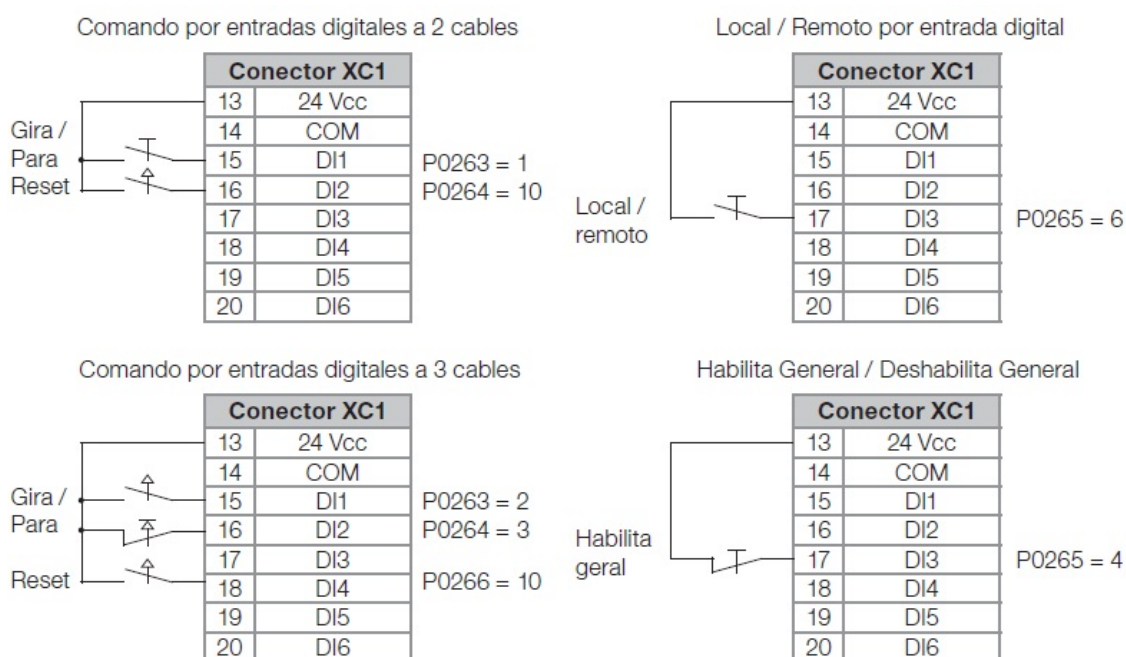 Comando por entradas digitales a 2 cables
Conector XC1
13 24 Vcc
14 COM
15 DI1
16 DI2
17 DI3
18 DI4
19 DI5
20 DI6
Gira /
Para
Reset
P0263 = 1
P0264 = 10
Local / Remoto por entrada digital
Conector XC1
13 24 Vcc
14 COM
15 DI1
16 DI2
17 DI3
18 DI4
19 DI5
20 DI6
Local /
remoto
P0265 = 6
Comando por entradas digitales a 3 cables
Conector XC1
13 24 Vcc
14 COM
15 DI1
16 DI2
17 DI3
18 DI4
19 DI5
20 DI6
Gira /
Para
Reset
P0263 = 2
P0264 = 3
P0266 = 10
Habilita General / Deshabilita General
Conector XC1
13 24 Vcc
14 COM
15 DI1
16 DI2
17 DI3
18 DI4
19 DI5
20 DI6
Habilita
geral
P0265 = 4